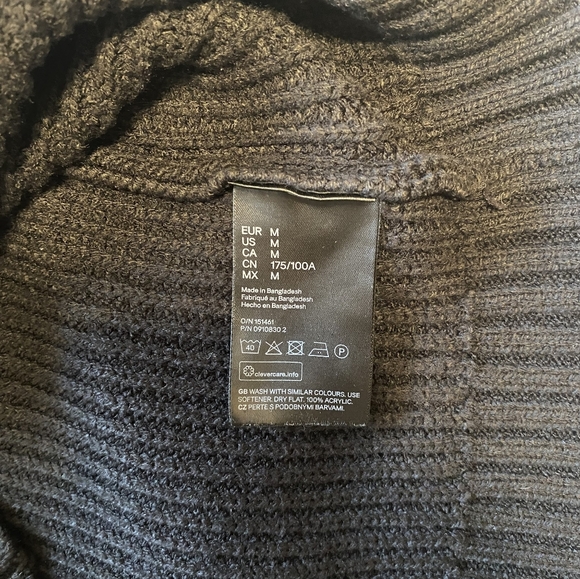 EUR M
US M
CA M
CN 175/100A
MX M
Made in Bangladesh
Fabriqué au Bangladesh
Hecho en Bangladesh
O/N 151461
P/N 0910830 2
40 P
clevercare.info
GB WASH WITH SIMILAR COLOURS. USE
SOFTENER. DRY FLAT. 100% ACRYLIC.
CZ PERTE S PODOBNÝMI BARVAMI.